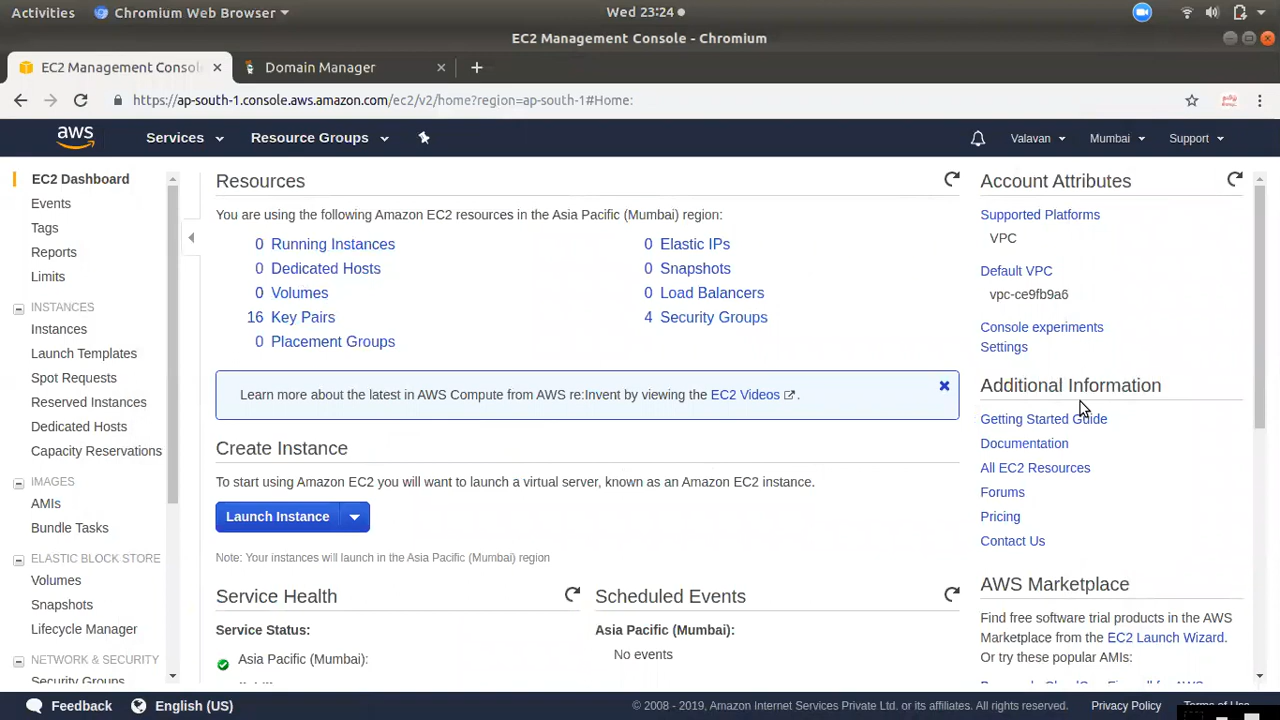 Activities Chromium Web Browser Wed 23:24
EC2 Management Console - Chromium
EC2 Management Consol Domain Manager
https://ap-south-1.console.aws.amazon.com/ec2/v2/home?region=ap-south-1#Home:
aws Services Resource Groups Valavan Mumbai Support
EC2 Dashboard
Events
Tags
Reports
Limits
INSTANCES
Instances
Launch Templates
Spot Requests
Reserved Instances
Dedicated Hosts
Capacity Reservations
IMAGES
AMIs
Bundle Tasks
ELASTIC BLOCK STORE
Volumes
Snapshots
Lifecycle Manager
NETWORK & SECURITY
Security Groups
Resources
You are using the following Amazon EC2 resources in the Asia Pacific (Mumbai) region:
0 Running Instances 0 Elastic IPs
0 Dedicated Hosts 0 Snapshots
0 Volumes 0 Load Balancers
16 Key Pairs 4 Security Groups
0 Placement Groups
Learn more about the latest in AWS Compute from AWS re:Invent by viewing the EC2 Videos .
Create Instance
To start using Amazon EC2 you will want to launch a virtual server, known as an Amazon EC2 instance.
Launch Instance
Note: Your instances will launch in the Asia Pacific (Mumbai) region
Service Health
Service Status:
Asia Pacific (Mumbai):
Scheduled Events
Asia Pacific (Mumbai):
No events
Account Attributes
Supported Platforms
VPC
Default VPC
vpc-ce9fb9a6
Console experiments
Settings
Additional Information
Getting Started Guide
Documentation
All EC2 Resources
Forums
Pricing
Contact Us
AWS Marketplace
Find free software trial products in the AWS
Marketplace from the EC2 Launch Wizard.
Or try these popular AMIs:
Feedback English (US) © 2008 - 2019, Amazon Internet Services Private Ltd. or its affiliates. All rights reserved. Privacy Policy Terms of Use